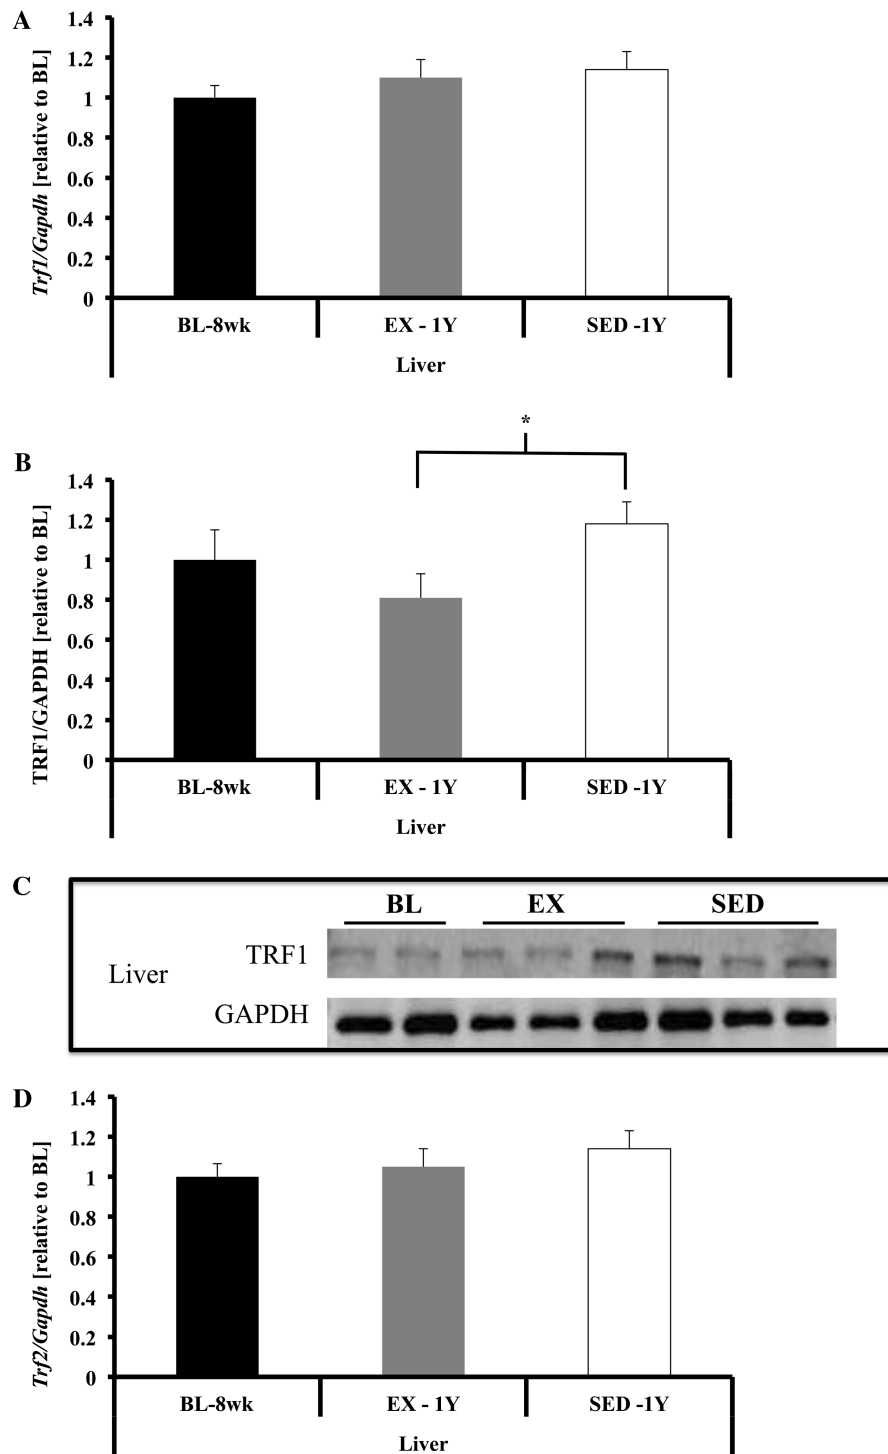 A
Trf1/Gapdh [relative to BL]
1.4
1.2
1
0.8
0.6
0.4
0.2
0
BL-8wk EX - 1Y SED -1Y
Liver
*
B
TRF1/GAPDH [relative to BL]
1.4
1.2
1
0.8
0.6
0.4
0.2
0
BL-8wk EX - 1Y SED -1Y
Liver
C
BL EX SED
TRF1
Liver
GAPDH
D
Trf2/Gapdh [relative to BL]
1.4
1.2
1
0.8
0.6
0.4
0.2
0
BL-8wk EX - 1Y SED -1Y
Liver